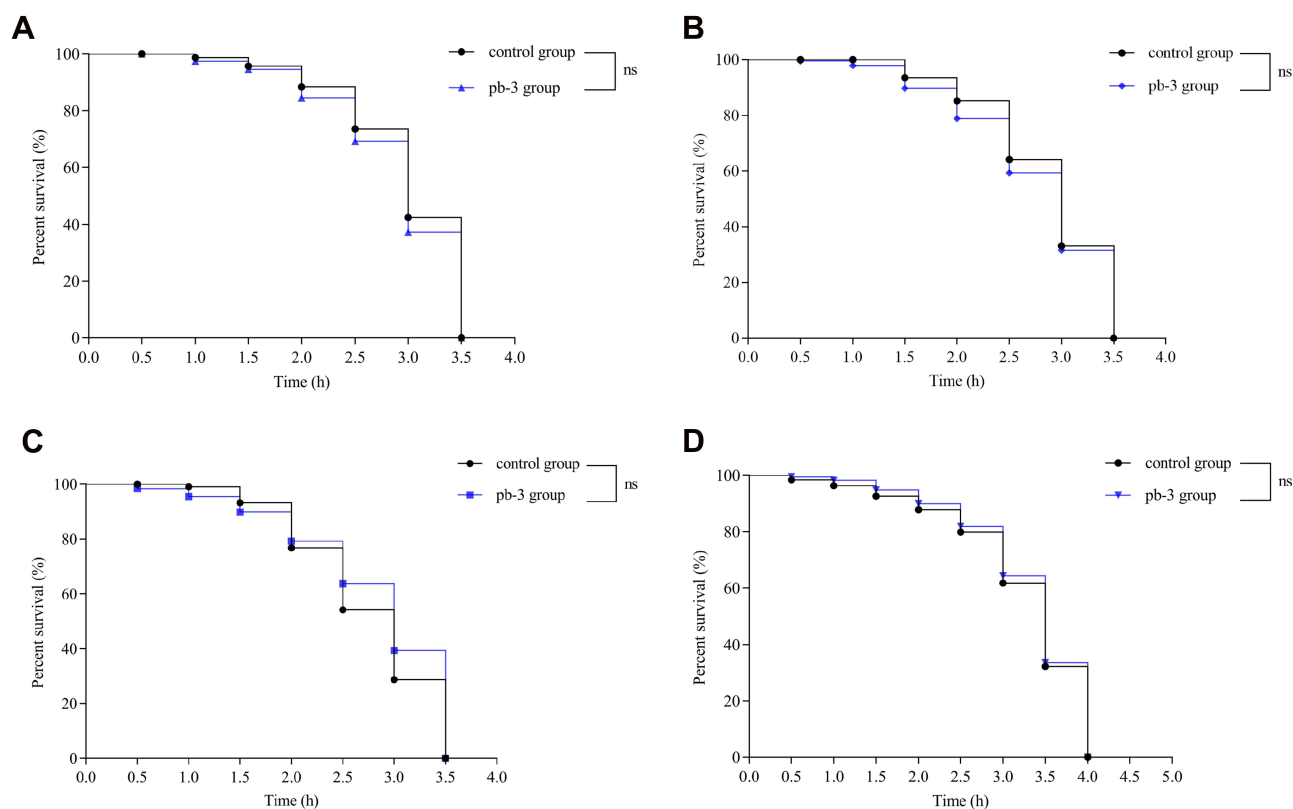 A
control group
pb-3 group
ns
Percent survival (%)
100
80
60
40
20
0
0.0 0.5 1.0 1.5 2.0 2.5 3.0 3.5 4.0
Time (h)
B
control group
pb-3 group
ns
Percent survival (%)
100
80
60
40
20
0
0.0 0.5 1.0 1.5 2.0 2.5 3.0 3.5 4.0
Time (h)
C
control group
pb-3 group
ns
Percent survival (%)
100
80
60
40
20
0
0.0 0.5 1.0 1.5 2.0 2.5 3.0 3.5 4.0
Time (h)
D
control group
pb-3 group
ns
Percent survival (%)
100
80
60
40
20
0
0.0 0.5 1.0 1.5 2.0 2.5 3.0 3.5 4.0 4.5 5.0
Time (h)